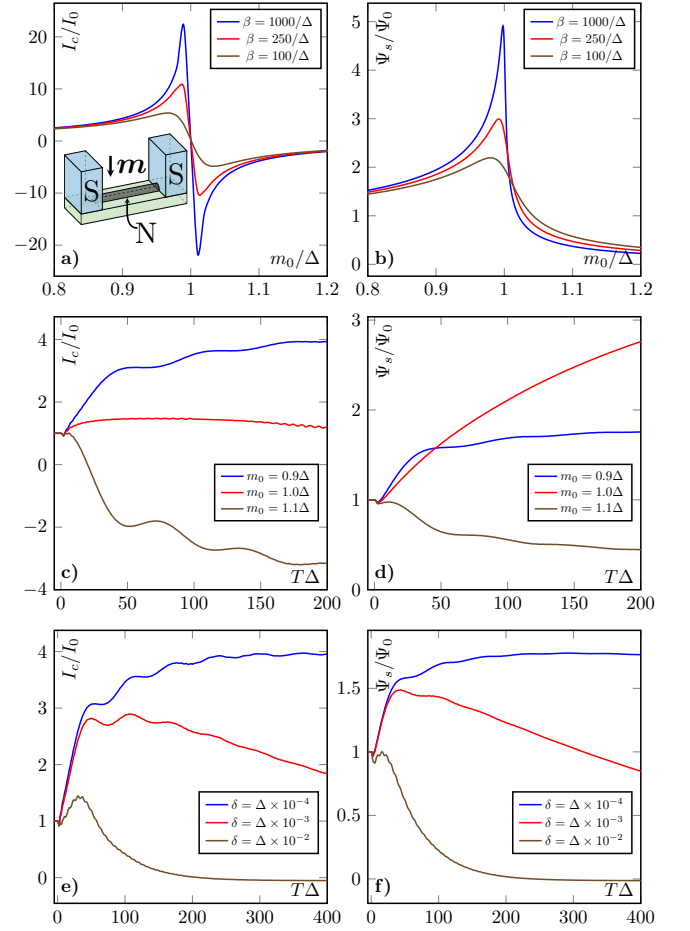 I_c/I_0
20
10
0
−10
−20
β = 1000/Δ
β = 250/Δ
β = 100/Δ
S
m
S
N
a)
m_0/Δ
0.8
0.9
1
1.1
1.2
Ψ_s/Ψ_0
5
4
3
2
1
0
β = 1000/Δ
β = 250/Δ
β = 100/Δ
b)
m_0/Δ
0.8
0.9
1
1.1
1.2
I_c/I_0
4
2
0
−2
−4
m_0 = 0.9Δ
m_0 = 1.0Δ
m_0 = 1.1Δ
c)
TΔ
0
50
100
150
200
Ψ_s/Ψ_0
3
2
1
0
m_0 = 0.9Δ
m_0 = 1.0Δ
m_0 = 1.1Δ
d)
TΔ
0
50
100
150
200
I_c/I_0
4
3
2
1
0
δ = Δ × 10^{−4}
δ = Δ × 10^{−3}
δ = Δ × 10^{−2}
e)
TΔ
0
100
200
300
400
Ψ_s/Ψ_0
1.5
1
0.5
0
δ = Δ × 10^{−4}
δ = Δ × 10^{−3}
δ = Δ × 10^{−2}
f)
TΔ
0
100
200
300
400